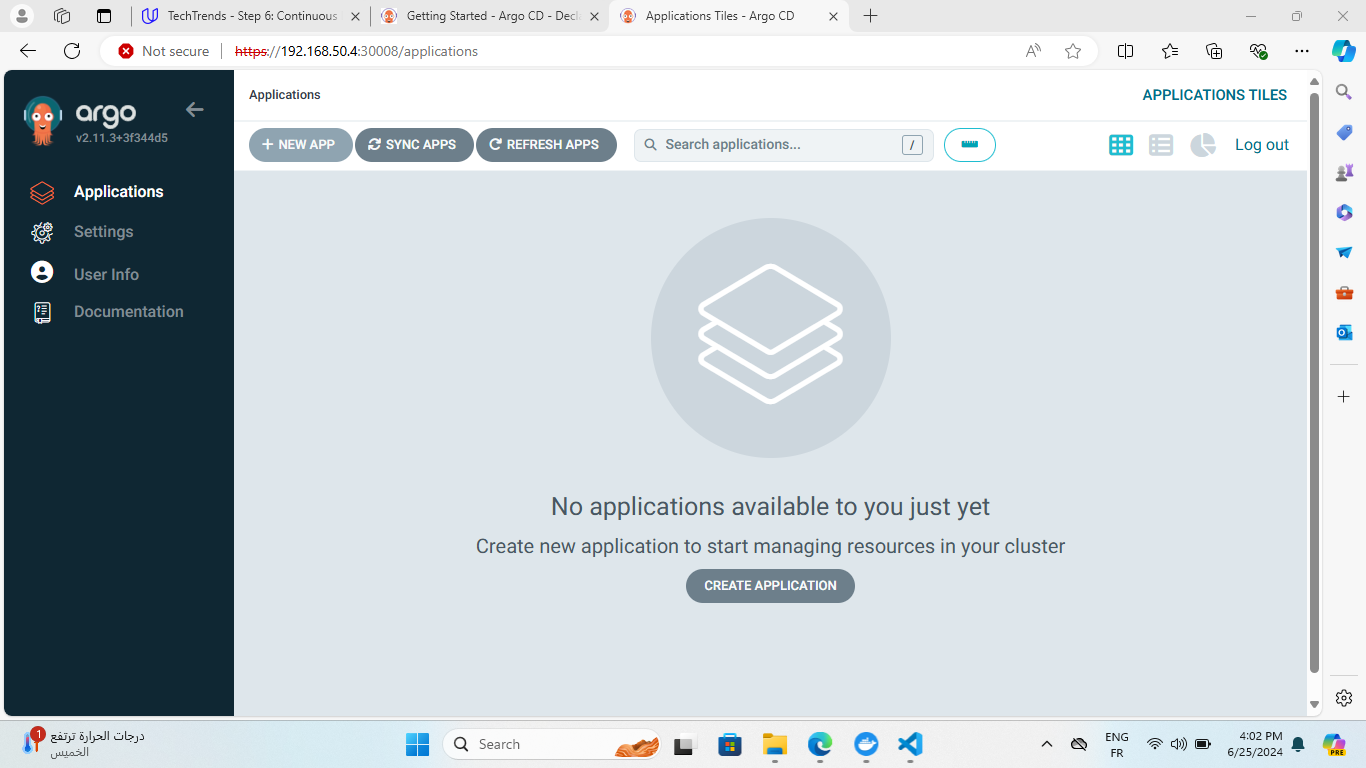 TechTrends - Step 6: Continuous
Getting Started - Argo CD - Decl
Applications Tiles - Argo CD
Not secure
https://192.168.50.4:30008/applications
argo
v2.11.3+3f344d5
Applications
Settings
User Info
Documentation
Applications
APPLICATIONS TILES
+ NEW APP
SYNC APPS
REFRESH APPS
Search applications...
/
Log out
No applications available to you just yet
Create new application to start managing resources in your cluster
CREATE APPLICATION
1
درجات الحرارة ترتفع
الخميس
Search
ENG
FR
4:02 PM
6/25/2024
PRE